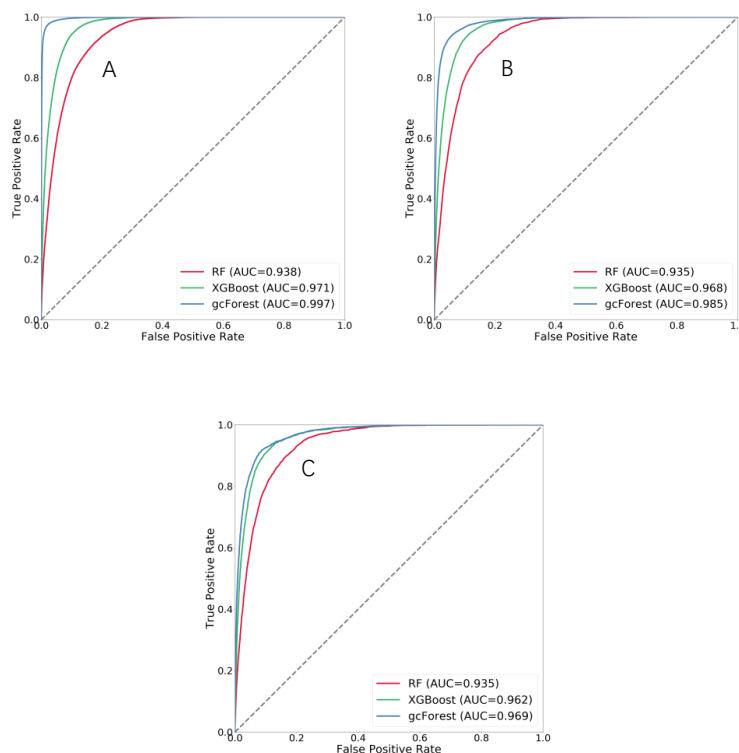 1.0
0.8
0.6
0.4
0.2
0.0
0.0 0.2 0.4 0.6 0.8 1.0
True Positive Rate
False Positive Rate
A
RF (AUC=0.938)
XGBoost (AUC=0.971)
gcForest (AUC=0.997)
1.0
0.8
0.6
0.4
0.2
0.0
0.0 0.2 0.4 0.6 0.8 1.0
True Positive Rate
False Positive Rate
B
RF (AUC=0.935)
XGBoost (AUC=0.968)
gcForest (AUC=0.985)
1.0
0.8
0.6
0.4
0.2
0.0
0.0 0.2 0.4 0.6 0.8 1.0
True Positive Rate
False Positive Rate
C
RF (AUC=0.935)
XGBoost (AUC=0.962)
gcForest (AUC=0.969)